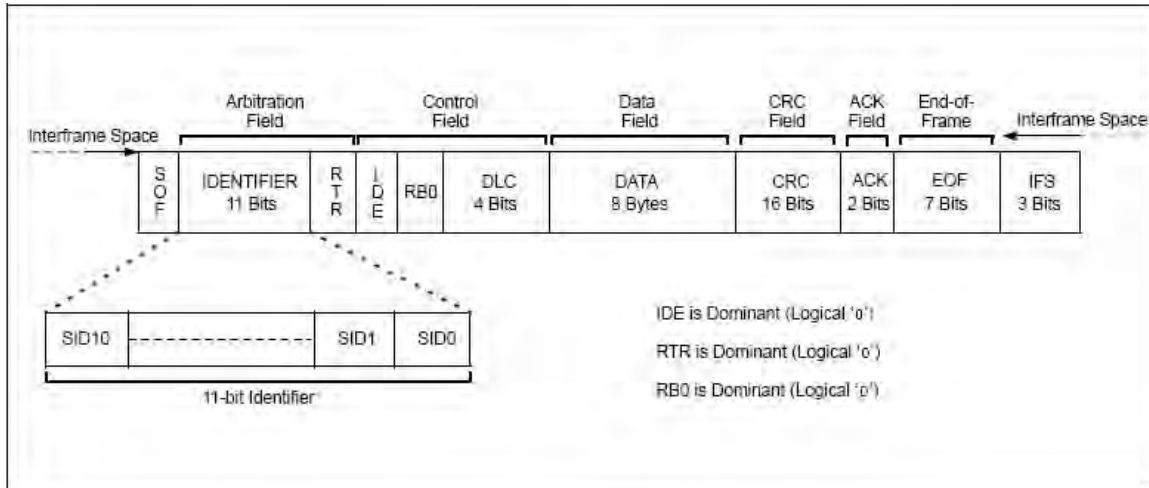 Arbitration Field
Control Field
Data Field
CRC Field
ACK Field
End-of-Frame
Interframe Space
Interframe Space
SOF
IDENTIFIER 11 Bits
RTR
IDE
RB0
DLC 4 Bits
DATA 8 Bytes
CRC 16 Bits
ACK 2 Bits
EOF 7 Bits
IFS 3 Bits
SID10
SID1
SID0
11-bit Identifier
IDE is Dominant (Logical ‘0’)
RTR is Dominant (Logical ‘0’)
RB0 is Dominant (Logical ‘0’)